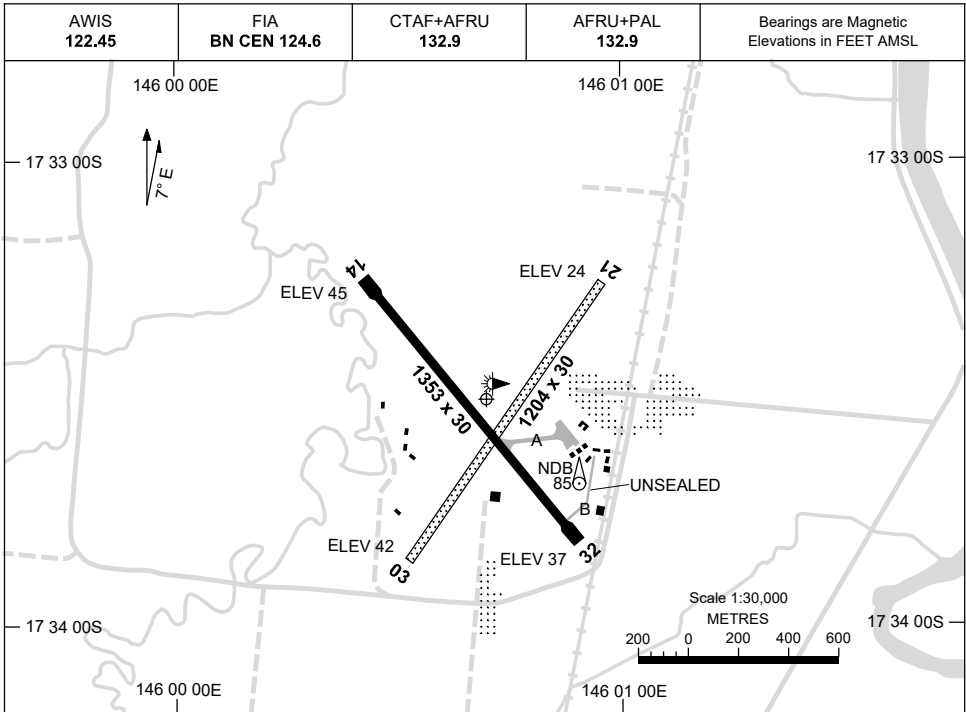 AWIS
122.45
FIA
BN CEN 124.6
CTAF+AFRU
132.9
AFRU+PAL
132.9
Bearings are Magnetic
Elevations in FEET AMSL
146 00 00E
146 01 00E
17 33 00S
17 33 00S
7° E
14
ELEV 45
ELEV 24
21
1353 x 30
1204 x 30
A
NDB
85
UNSEALED
B
ELEV 42
03
ELEV 37
32
Scale 1:30,000
METRES
200 0 200 400 600
17 34 00S
17 34 00S
146 00 00E
146 01 00E